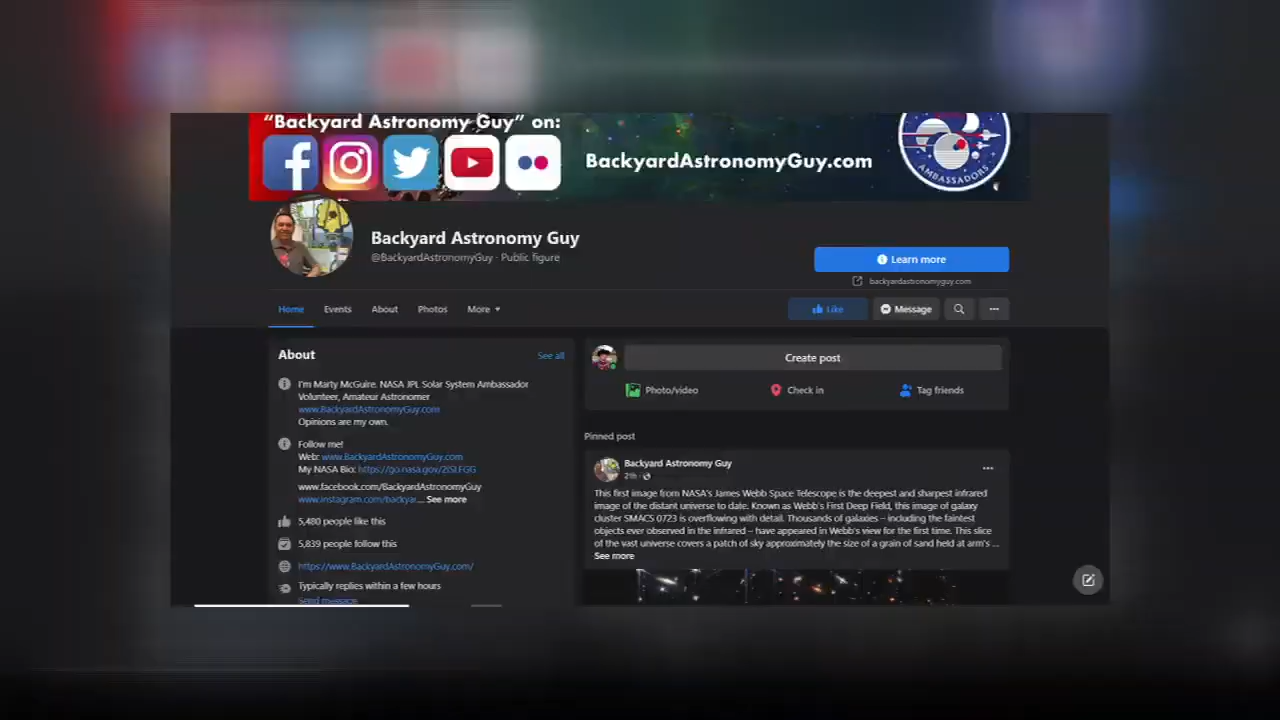 “Backyard Astronomy Guy” on:
BackyardAstronomyGuy.com
AMBASSADORS
Backyard Astronomy Guy
@BackyardAstronomyGuy · Public figure
Learn more
backyardastronomyguy.com
Home Events About Photos More
Like Message
About See all
I'm Marty McGuire. NASA JPL Solar System Ambassador
Volunteer, Amateur Astronomer
www.BackyardAstronomyGuy.com
Opinions are my own.
Follow me!
Web: www.BackyardAstronomyGuy.com
My NASA Bio:
www.facebook.com/BackyardAstronomyGuy
www.instagram.com/backyar... See more
5,480 people like this
5,839 people follow this
https://www.BackyardAstronomyGuy.com/
Typically replies within a few hours
Send message
Create post
Photo/video Check in Tag friends
Pinned post
Backyard Astronomy Guy
21h ·
This first image from NASA's James Webb Space Telescope is the deepest and sharpest infrared
image of the distant universe to date. Known as Webb's First Deep Field, this image of galaxy
cluster SMACS 0723 is overflowing with detail. Thousands of galaxies – including the faintest
objects ever observed in the infrared – have appeared in Webb's view for the first time. This slice
of the vast universe covers a patch of sky approximately the size of a grain of sand held at arm's ...
See more